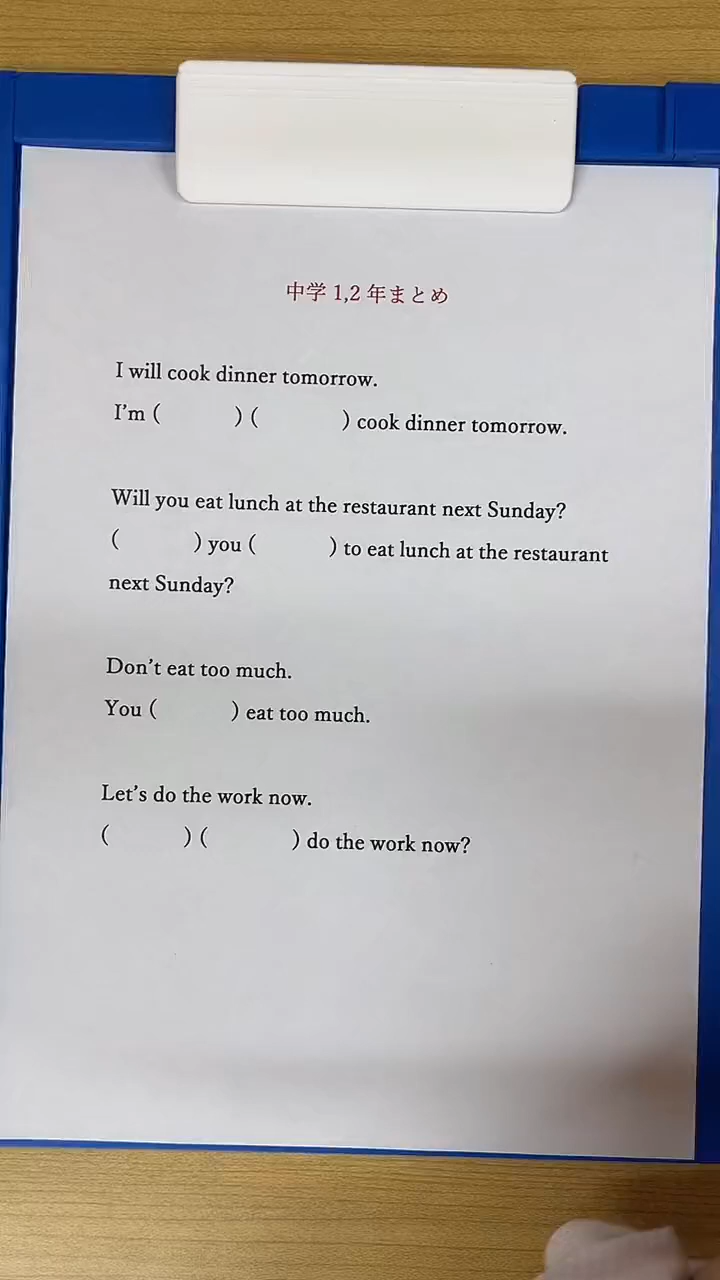 中学 1,2 年まとめ
I will cook dinner tomorrow.
I'm (　　　) (　　　) cook dinner tomorrow.
Will you eat lunch at the restaurant next Sunday?
(　　　) you (　　　) to eat lunch at the restaurant
next Sunday?
Don't eat too much.
You (　　　) eat too much.
Let's do the work now.
(　　　) (　　　) do the work now?